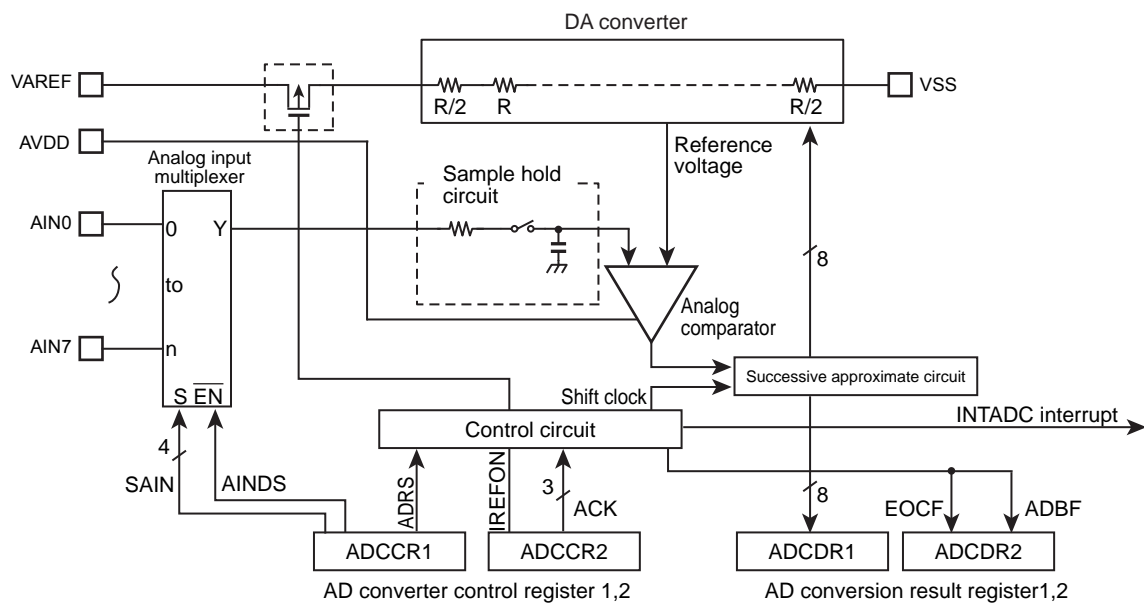 DA converter
VAREF
R/2
R
R/2
VSS
AVDD
Analog input
multiplexer
Sample hold
circuit
Reference
voltage
AIN0
0
Y
8
to
Analog
comparator
AIN7
n
S
EN
Successive approximate circuit
Shift clock
INTADC interrupt
Control circuit
4
SAIN
AINDS
ADRS
IREFON
3
ACK
8
EOCF
ADBF
ADCCR1
ADCCR2
ADCDR1
ADCDR2
AD converter control register 1,2
AD conversion result register1,2